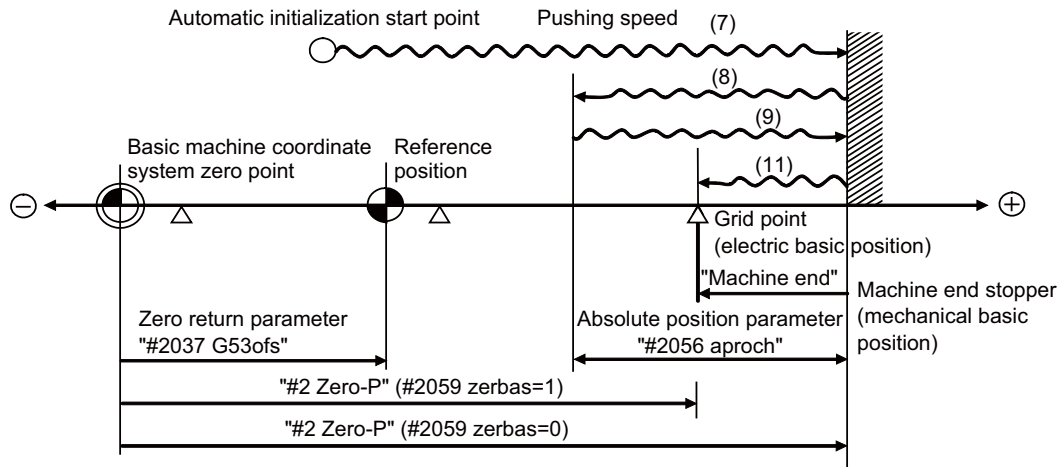 Automatic initialization start point
Pushing speed
(7)
(8)
(9)
Basic machine coordinate
system zero point
Reference
position
(11)
−
+
Grid point
(electric basic position)
"Machine end"
Machine end stopper
(mechanical basic
position)
Zero return parameter
"#2037 G53ofs"
Absolute position parameter
"#2056 aproch"
"#2 Zero-P" (#2059 zerbas=1)
"#2 Zero-P" (#2059 zerbas=0)